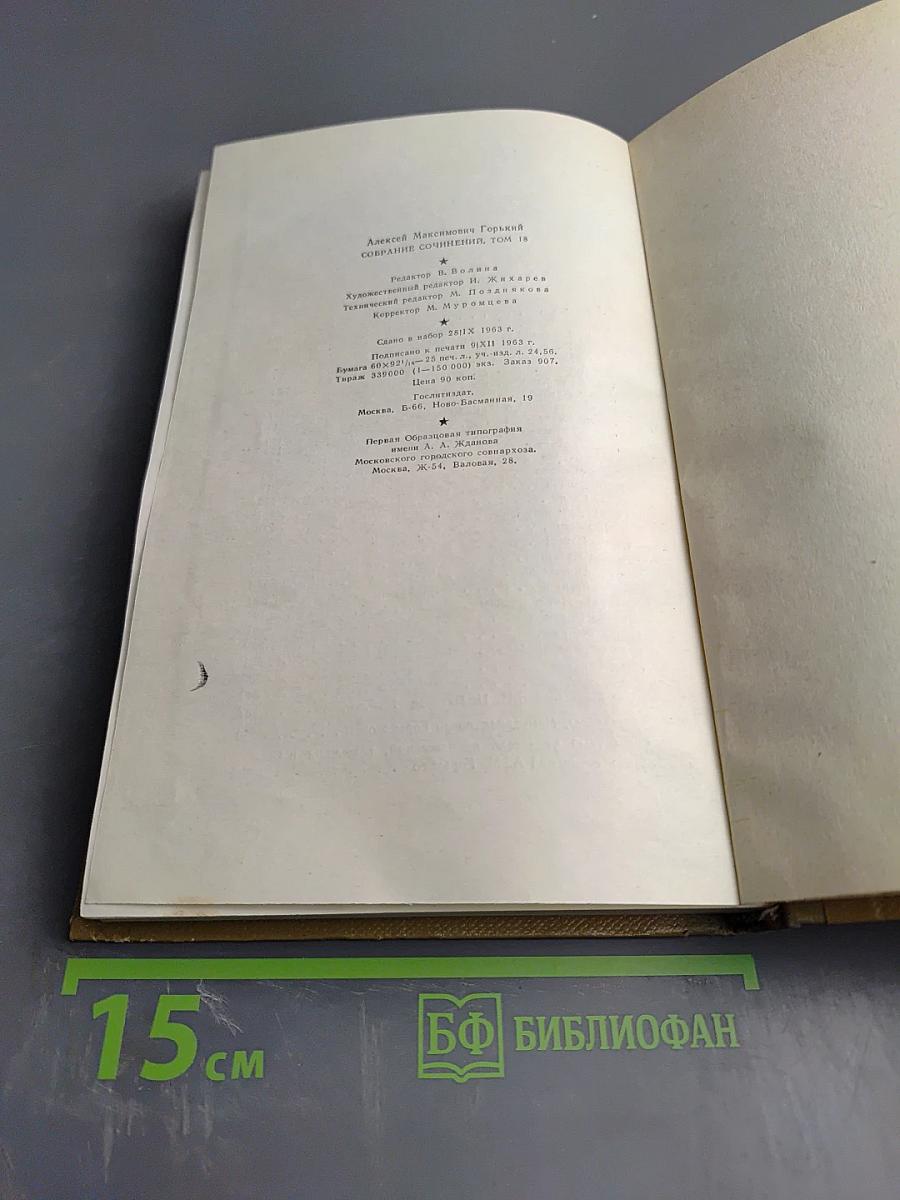 Алексей Максимович Горький
СОБРАНИЕ СОЧИНЕНИЙ, ТОМ 18
★
Редактор В. Волина
Художественный редактор И. Жихарев
Технический редактор М. Позднякова
Корректор М. Муромцева
★
Сдано в набор 28|IX 1963 г.
Подписано к печати 9|XII 1963 г.
Бумага 60×92¹/₁₆—25 печ. л., уч.-изд. л. 24,56.
Тираж 339000 (1—150 000) экз. Заказ 907.
Цена 90 коп.
Гослитиздат,
Москва, Б-66, Ново-Басманная, 19
★
Первая Образцовая типография
имени А. А. Жданова
Московского городского совнархоза.
Москва, Ж-54, Валовая, 28.
15 см
БФ БИБЛИОФАН